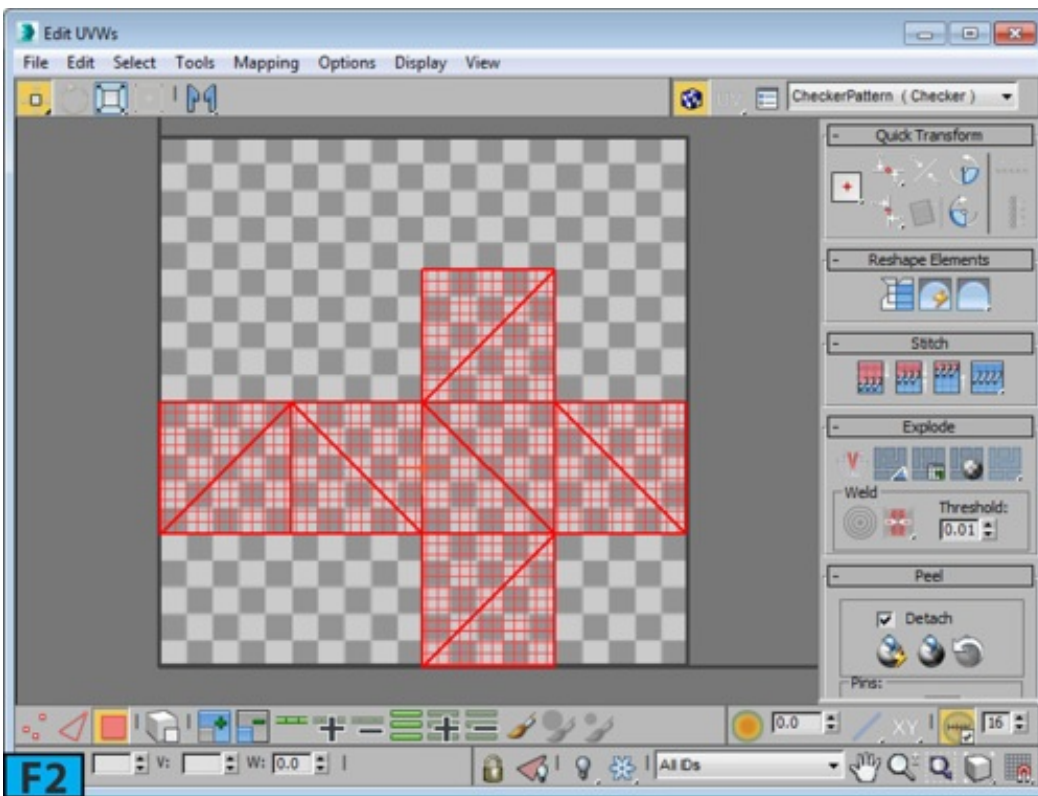 Edit UVWs
File Edit Select Tools Mapping Options Display View
CheckerPattern ( Checker )
- Quick Transform
- Reshape Elements
- Stitch
- Explode
Weld
Threshold:
0.01
- Peel
Detach
Pins:
0.0 XY 16
F2 V: W: 0.0 All IDs